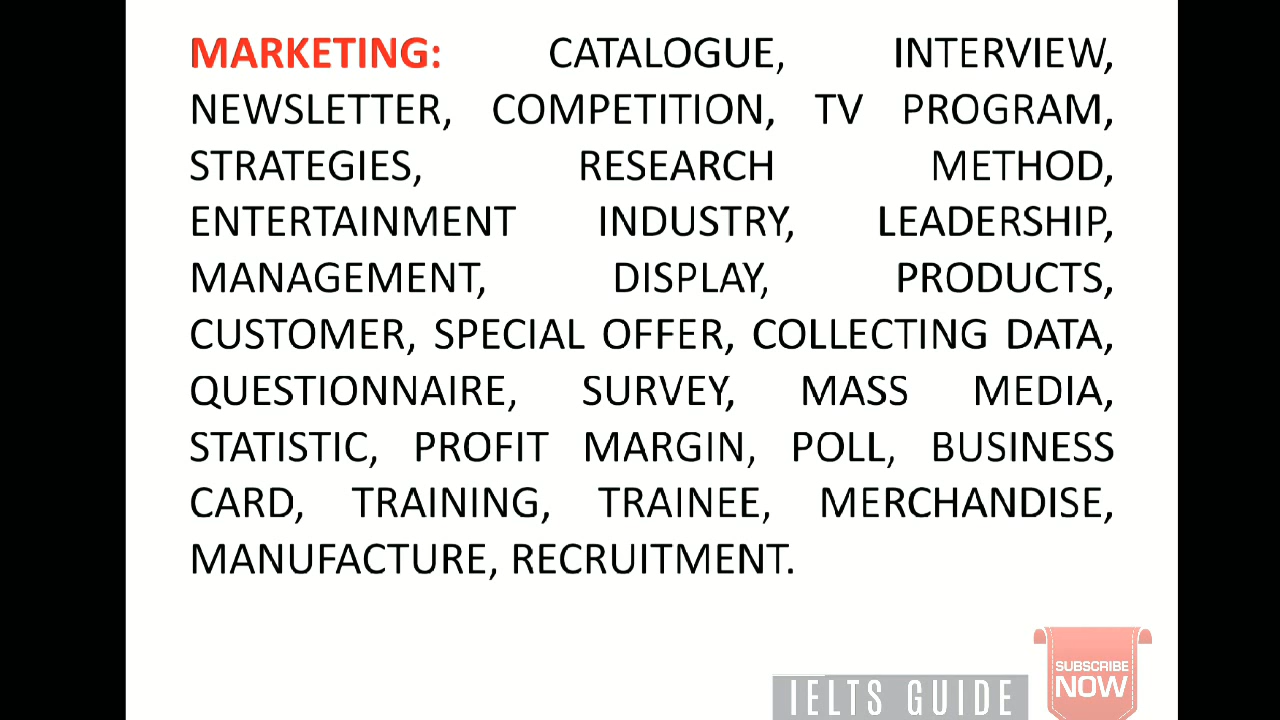 MARKETING: CATALOGUE, INTERVIEW,
NEWSLETTER, COMPETITION, TV PROGRAM,
STRATEGIES, RESEARCH METHOD,
ENTERTAINMENT INDUSTRY, LEADERSHIP,
MANAGEMENT, DISPLAY, PRODUCTS,
CUSTOMER, SPECIAL OFFER, COLLECTING DATA,
QUESTIONNAIRE, SURVEY, MASS MEDIA,
STATISTIC, PROFIT MARGIN, POLL, BUSINESS
CARD, TRAINING, TRAINEE, MERCHANDISE,
MANUFACTURE, RECRUITMENT.
SUBSCRIBE
NOW
IELTS GUIDE